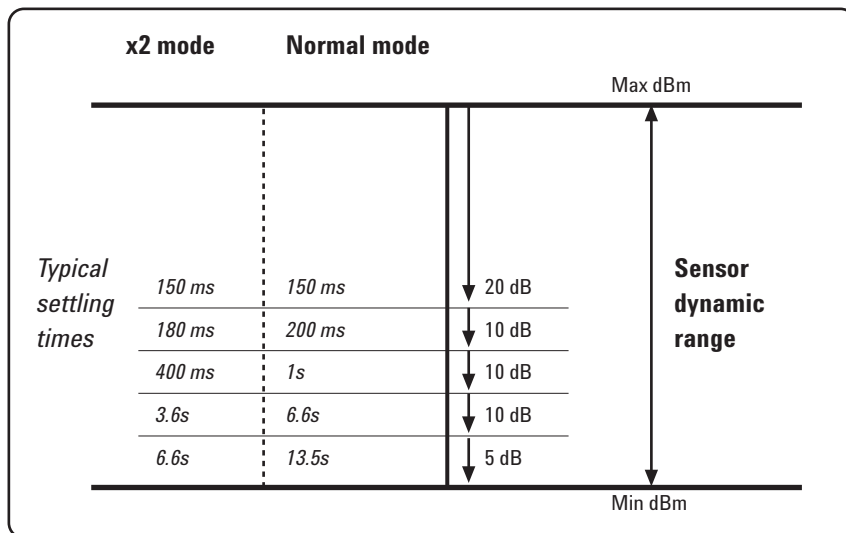 x2 mode Normal mode
Max dBm
Typical
settling
times
150 ms 150 ms 20 dB
180 ms 200 ms 10 dB
400 ms 1s 10 dB
3.6s 6.6s 10 dB
6.6s 13.5s 5 dB
Sensor
dynamic
range
Min dBm